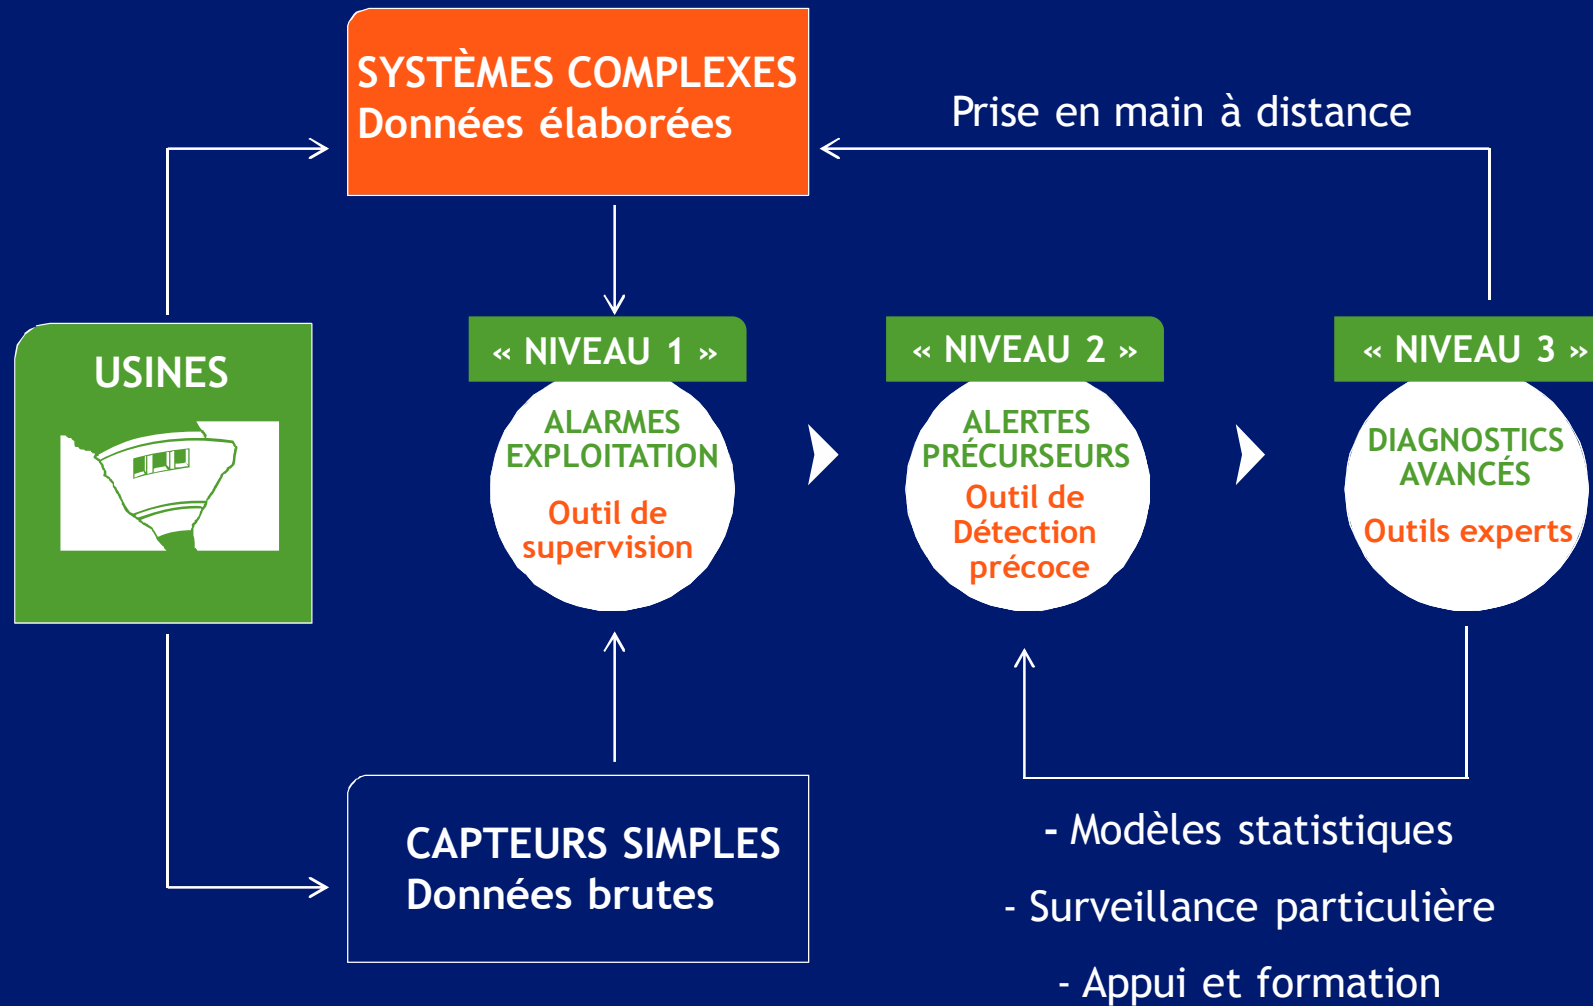 SYSTÈMES COMPLEXES
Données élaborées
Prise en main à distance
USINES
« NIVEAU 1 »
ALARMES
EXPLOITATION
Outil de
supervision
« NIVEAU 2 »
ALERTES
PRÉCURSEURS
Outil de
Détection
précoce
« NIVEAU 3 »
DIAGNOSTICS
AVANCÉS
Outils experts
CAPTEURS SIMPLES
Données brutes
- Modèles statistiques
- Surveillance particulière
- Appui et formation